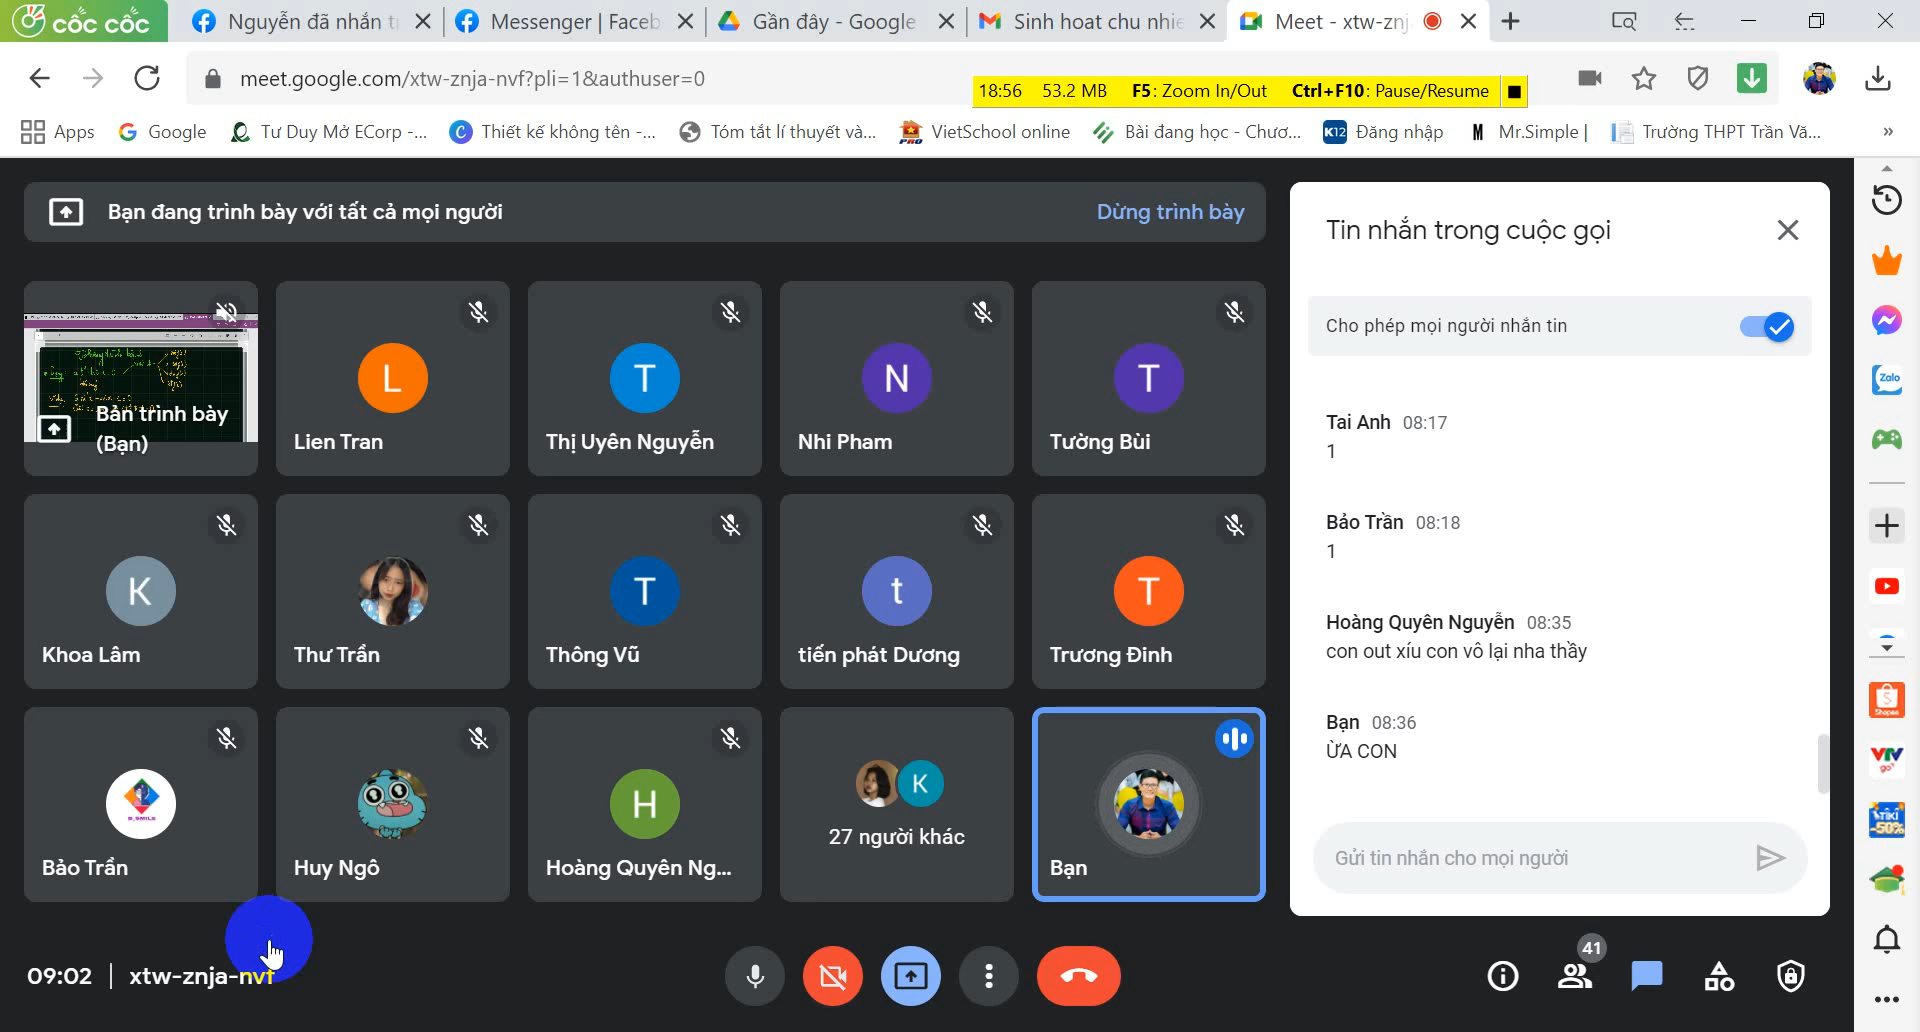 cốc cốc
Nguyễn đã nhắn t
Messenger | Faceb
Gần đây - Google
Sinh hoat chu nhie
Meet - xtw-znj
meet.google.com/xtw-znja-nvf?pli=1&authuser=0
18:56 53.2 MB F5: Zoom In/Out Ctrl+F10: Pause/Resume
Apps
Google
Tư Duy Mở ECorp -...
Thiết kế không tên -...
Tóm tắt lí thuyết và...
VietSchool online
Bài đang học - Chươ...
K12 Đăng nhập
M Mr.Simple |
Trường THPT Trần Vă...
»
Bạn đang trình bày với tất cả mọi người
Dừng trình bày
Bản trình bày
(Bạn)
L
Lien Tran
T
Thị Uyên Nguyễn
N
Nhi Pham
T
Tường Bùi
K
Khoa Lâm
Thư Trần
T
Thông Vũ
t
tiến phát Dương
T
Trương Đinh
Bảo Trần
Huy Ngô
H
Hoàng Quyên Ng...
K
27 người khác
Bạn
Tin nhắn trong cuộc gọi
Cho phép mọi người nhắn tin
Tai Anh 08:17
1
Bảo Trần 08:18
1
Hoàng Quyên Nguyễn 08:35
con out xíu con vô lại nha thầy
Bạn 08:36
ỪA CON
Gửi tin nhắn cho mọi người
Zalo
Shopee
VTV
go
TIKI
-50%
09:02 | xtw-znja-nvf
41